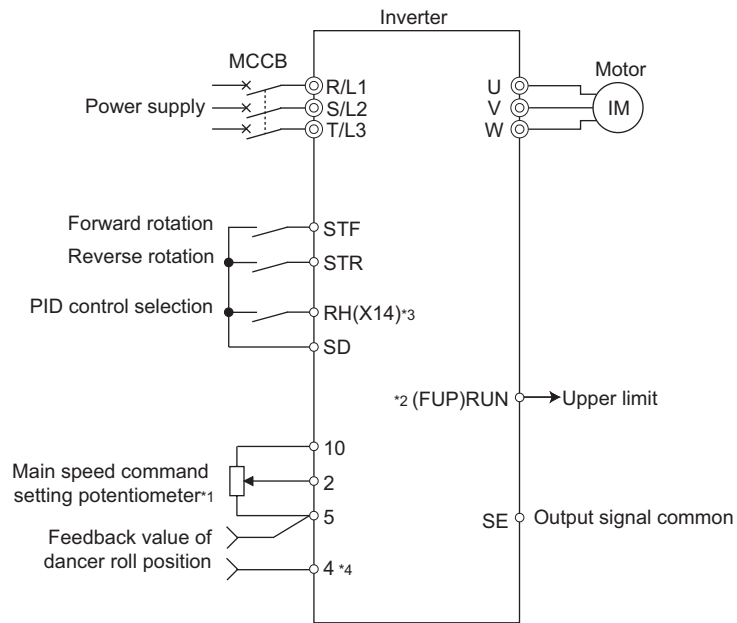 Inverter
MCCB
Motor
R/L1
U
Power supply
S/L2
V
IM
T/L3
W
Forward rotation
STF
Reverse rotation
STR
PID control selection
RH(X14)*3
SD
*2 (FUP)RUN
Upper limit
10
Main speed command
setting potentiometer*1
2
5
SE
Output signal common
Feedback value of
dancer roll position
4 *4